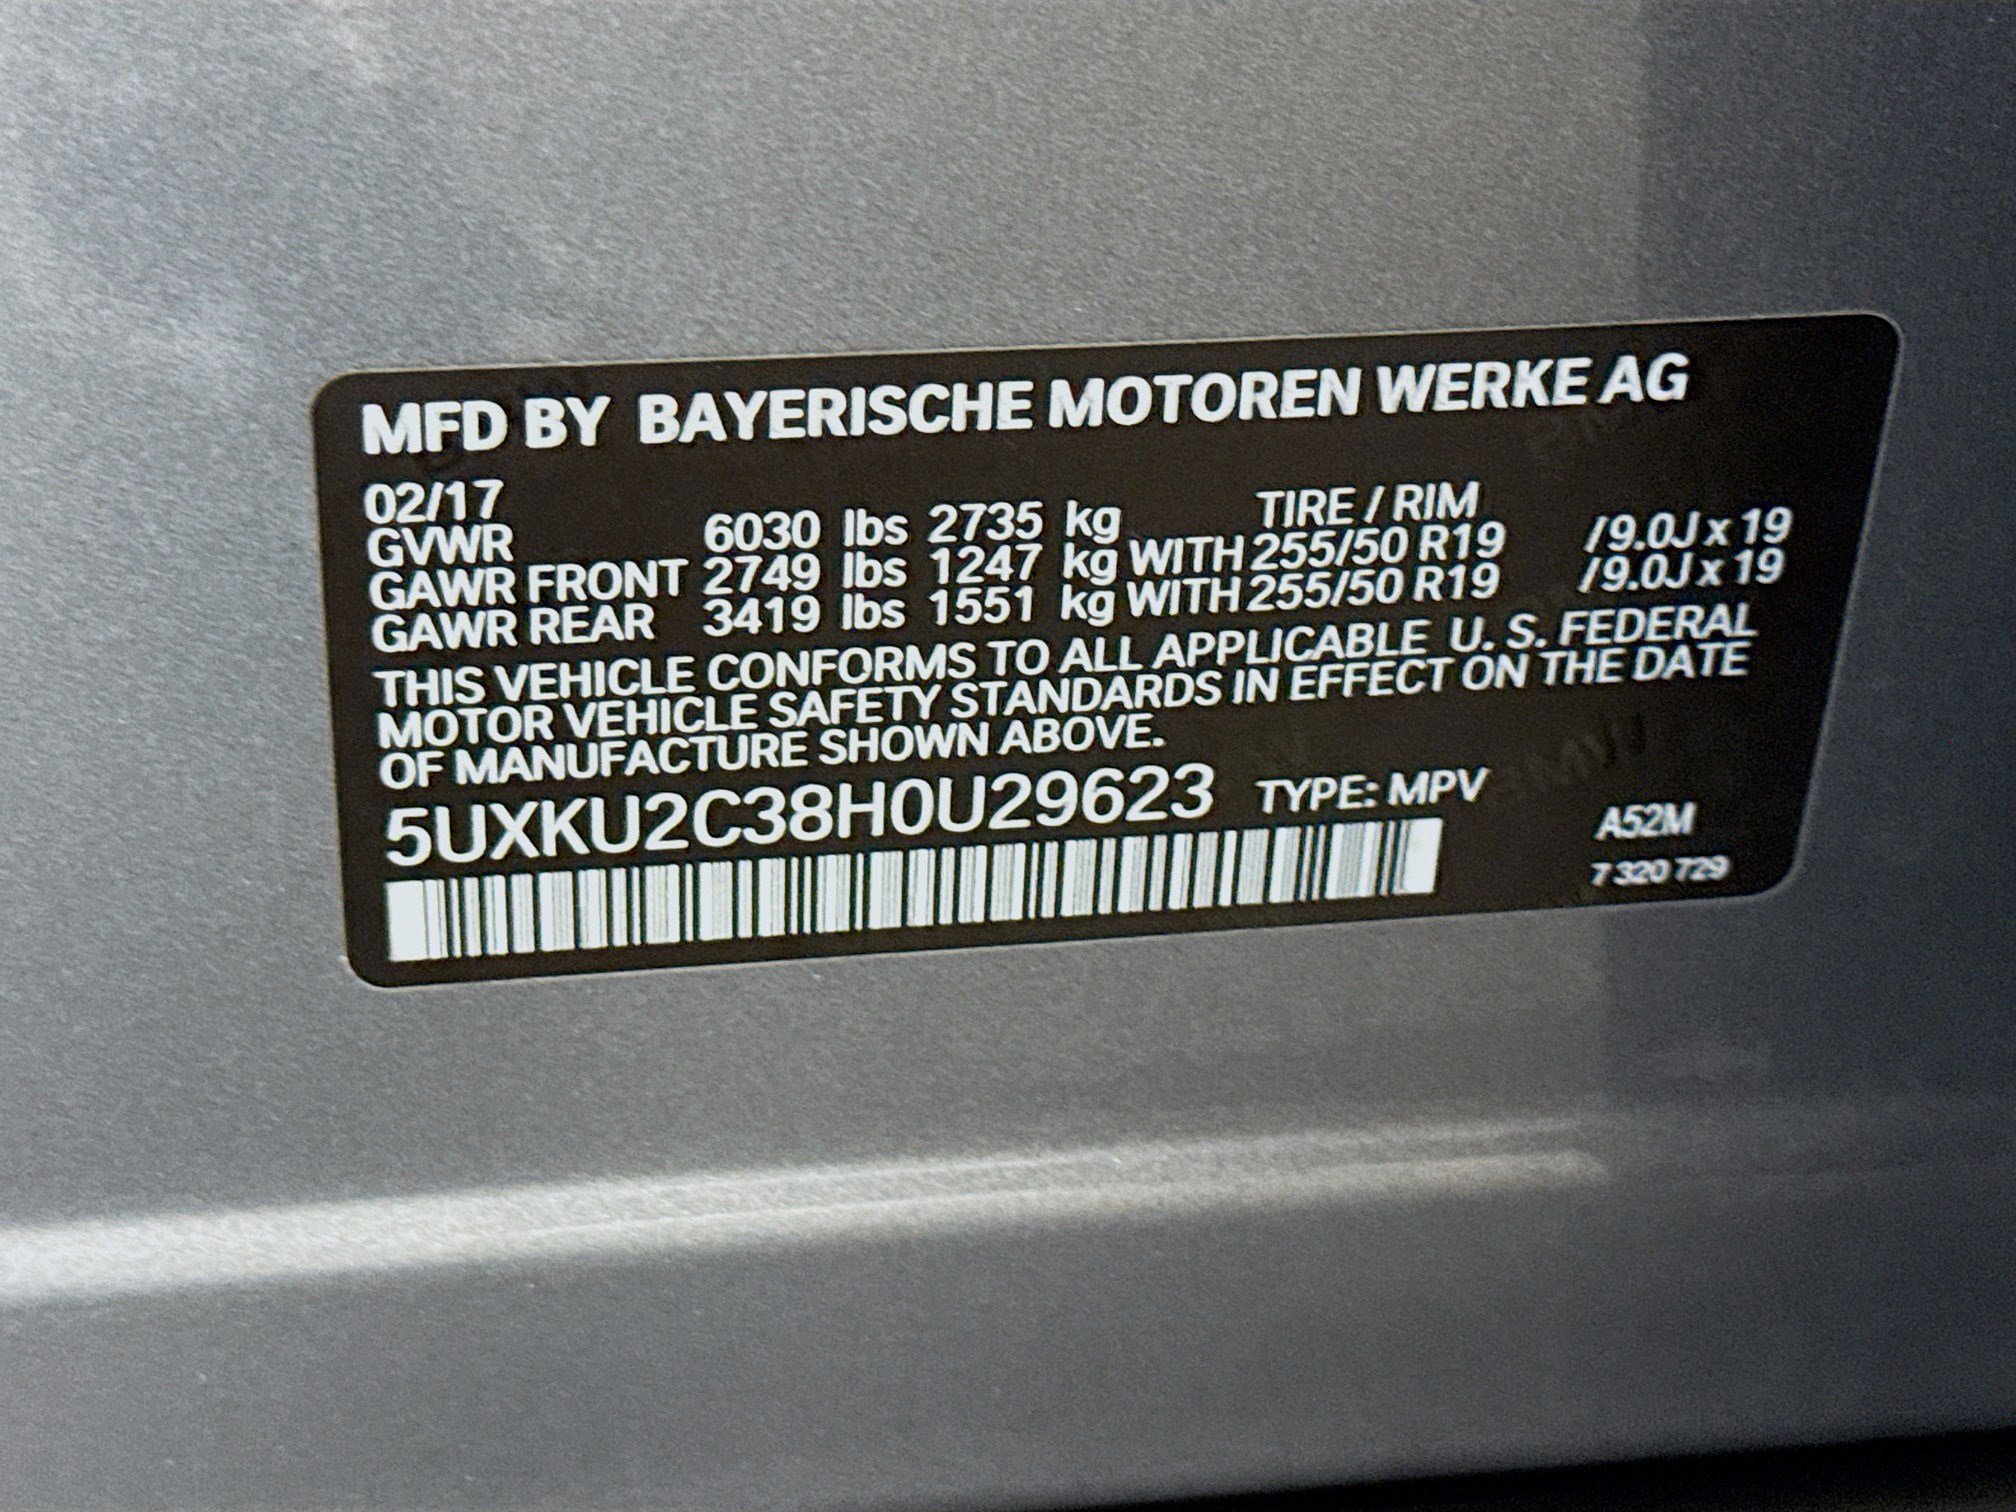 MFD BY BAYERISCHE MOTOREN WERKE AG
02/17 TIRE / RIM
GVWR 6030 lbs 2735 kg
GAWR FRONT 2749 lbs 1247 kg WITH 255/50 R19 /9.0J x 19
GAWR REAR 3419 lbs 1551 kg WITH 255/50 R19 /9.0J x 19
THIS VEHICLE CONFORMS TO ALL APPLICABLE U. S. FEDERAL
MOTOR VEHICLE SAFETY STANDARDS IN EFFECT ON THE DATE
OF MANUFACTURE SHOWN ABOVE.
5UXKU2C38H0U29623 TYPE: MPV
A52M
7 320 729